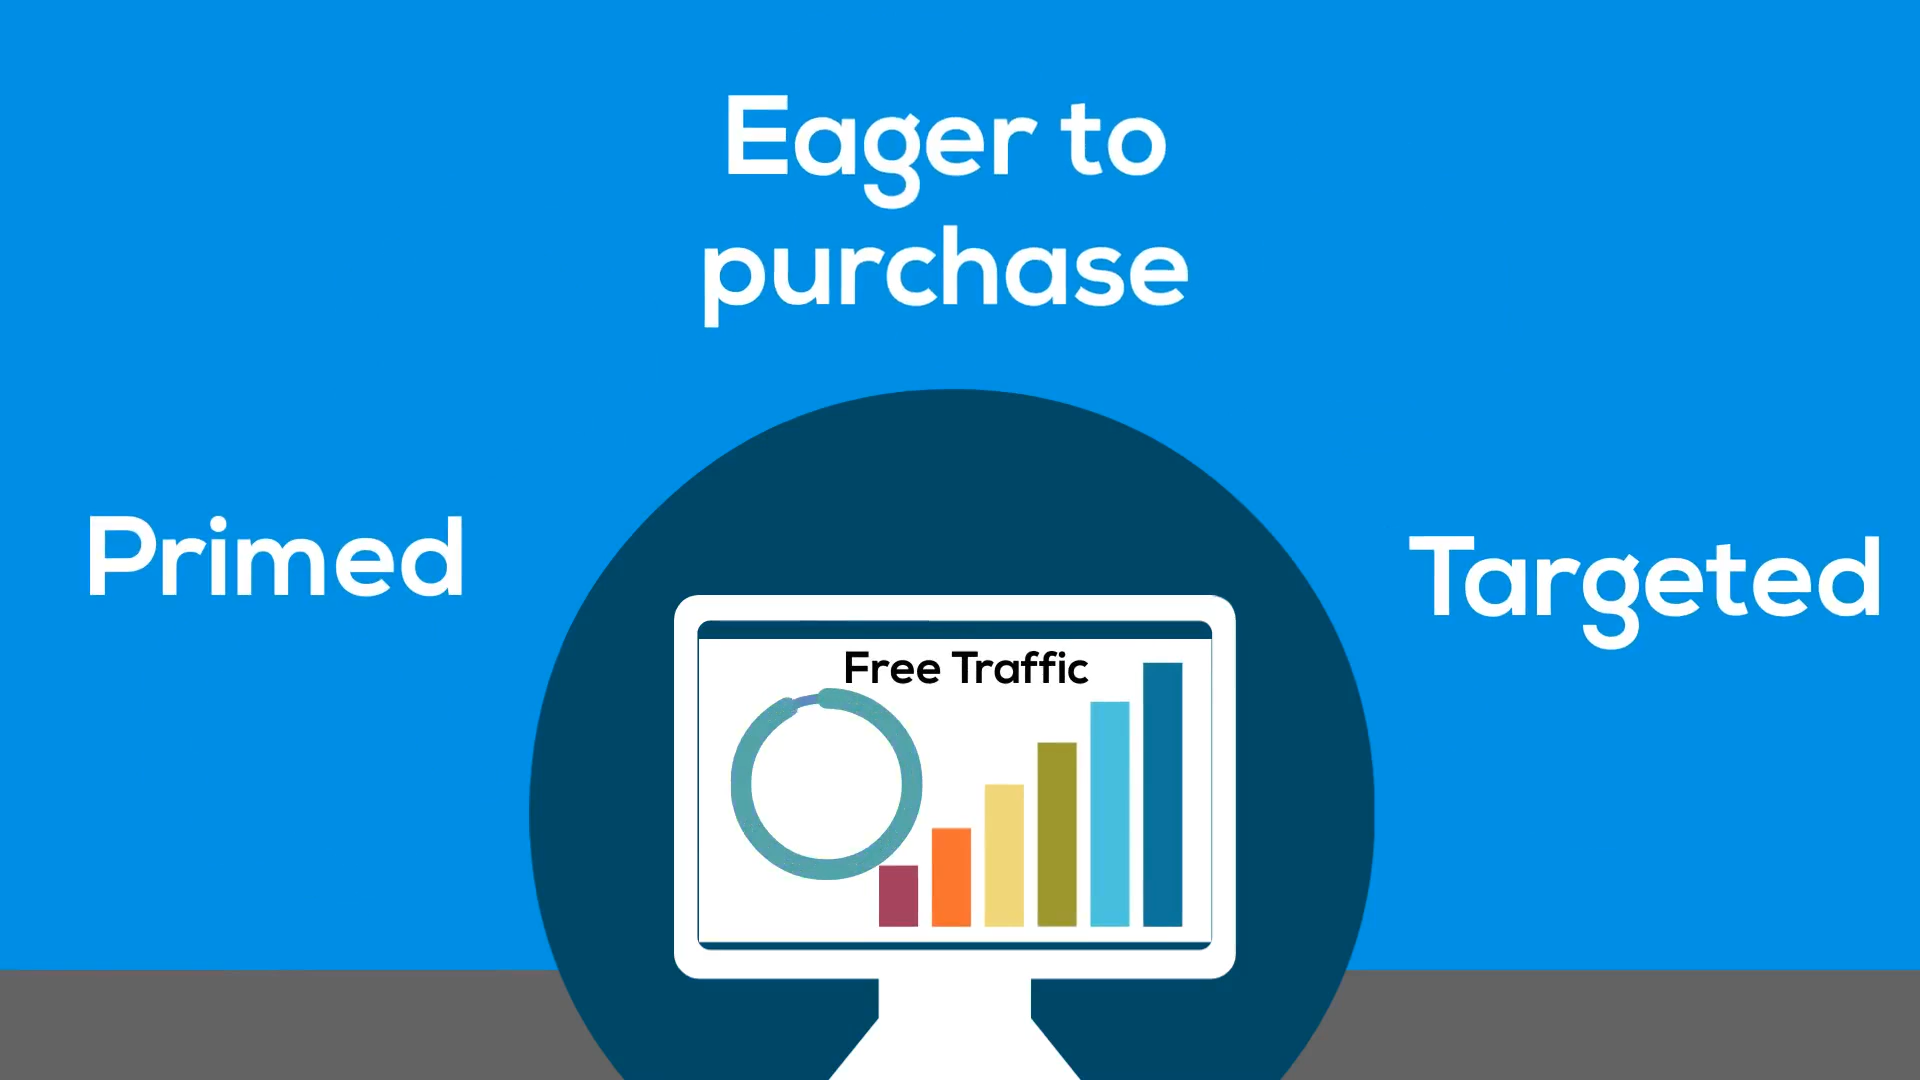 Eager to
purchase
Primed
Targeted
Free Traffic